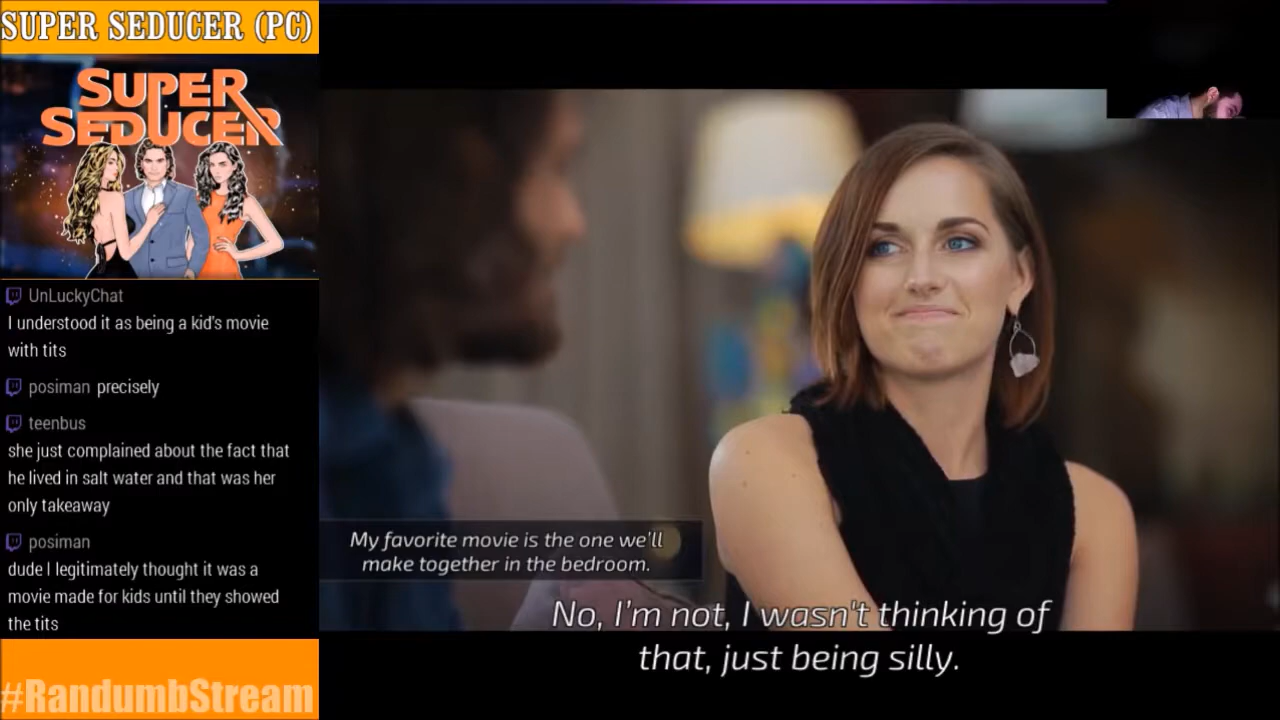 SUPER SEDUCER (PC)
SUPER
SEDUCER
UnLuckyChat
I understood it as being a kid's movie
with tits
posiman precisely
teenbus
she just complained about the fact that
he lived in salt water and that was her
only takeaway
posiman
dude I legitimately thought it was a
movie made for kids until they showed
the tits
#RandumbStream
My favorite movie is the one we'll
make together in the bedroom.
No, I'm not, I wasn't thinking of
that, just being silly.